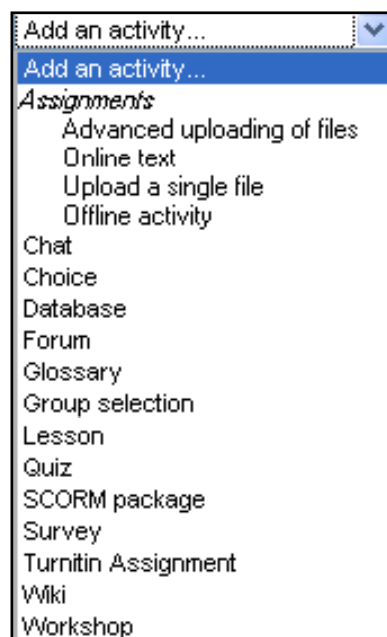 Add an activity...
Add an activity...
Assignments
Advanced uploading of files
Online text
Upload a single file
Offline activity
Chat
Choice
Database
Forum
Glossary
Group selection
Lesson
Quiz
SCORM package
Survey
Turnitin Assignment
Wiki
Workshop